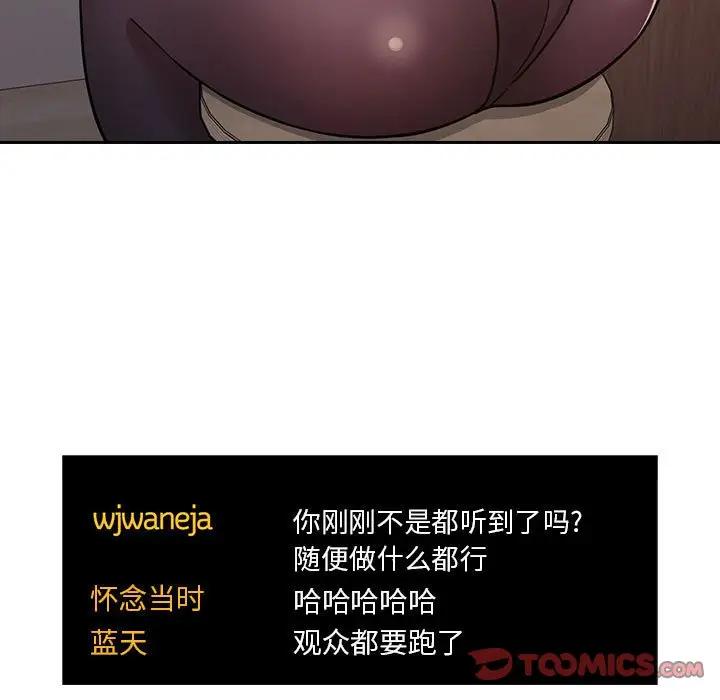 wjwaneja 你刚刚不是都听到了吗?
随便做什么都行
怀念当时 哈哈哈哈哈
蓝天 观众都要跑了
TOOMICS.COM